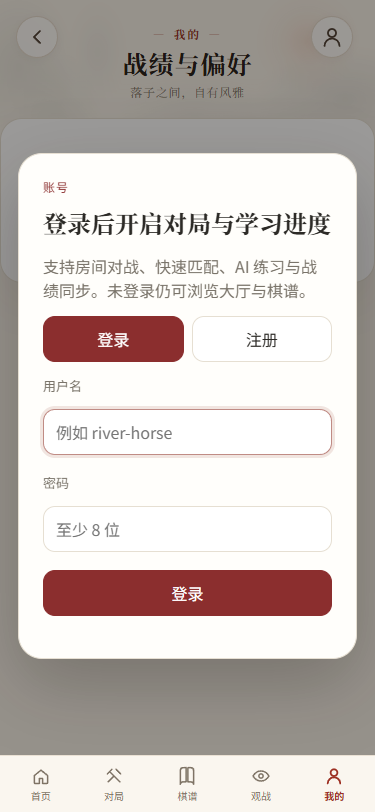 — 我的 —
战绩与偏好
落子之间，自有风雅
账号
登录后开启对局与学习进度
支持房间对战、快速匹配、AI 练习与战
绩同步。未登录仍可浏览大厅与棋谱。
登录
注册
用户名
例如 river-horse
密码
至少 8 位
登录
首页
对局
棋谱
观战
我的